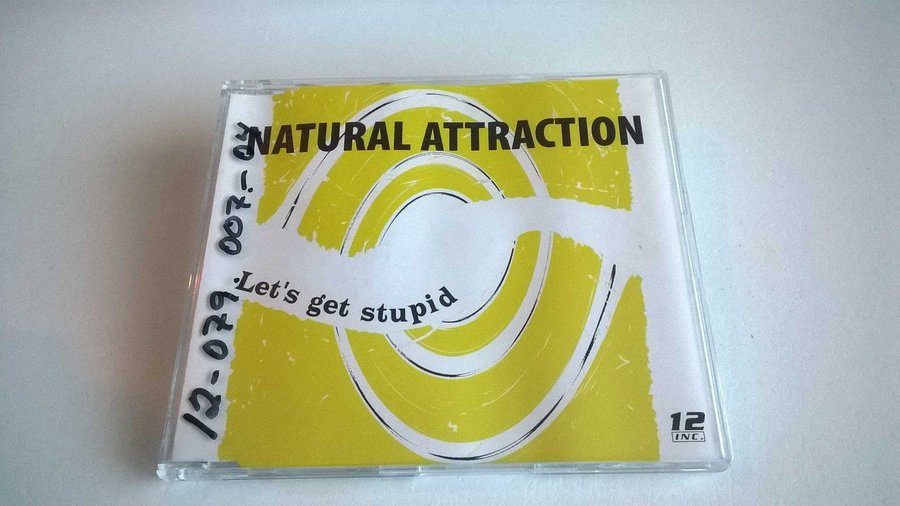 NATURAL ATTRACTION
Let's get stupid
12-079.007.-04
12
INC.